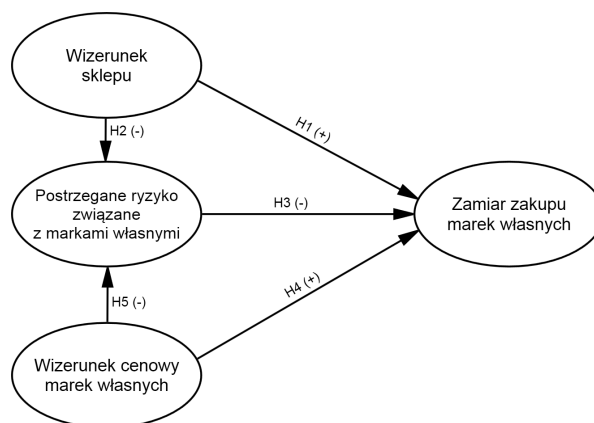 Wizerunek
sklepu
H2 (-)
H1 (+)
Postrzegane ryzyko
związane
z markami własnymi
H3 (-)
Zamiar zakupu
marek własnych
H5 (-)
H4 (+)
Wizerunek cenowy
marek własnych